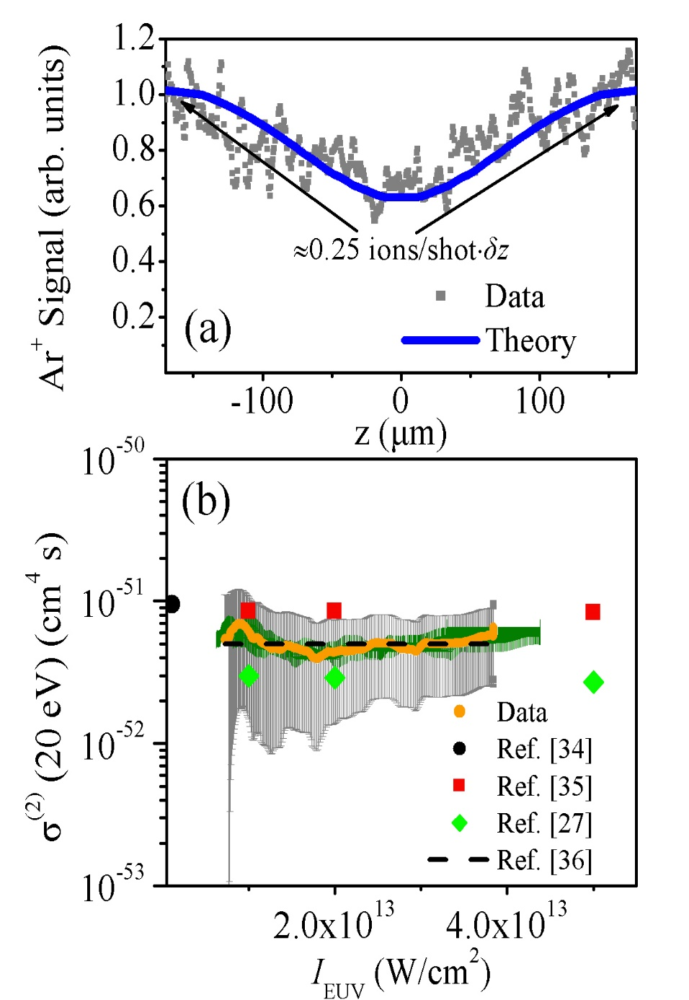 1.2
1.0
0.8
0.6
0.4
0.2
Ar⁺ Signal (arb. units)
≈0.25 ions/shot·δz
Data
Theory
(a)
-100 0 100
z (μm)
10⁻⁵⁰
10⁻⁵¹
10⁻⁵²
10⁻⁵³
σ⁽²⁾ (20 eV) (cm⁴ s)
(b)
Data
Ref. [34]
Ref. [35]
Ref. [27]
Ref. [36]
2.0x10¹³ 4.0x10¹³
I_EUV (W/cm²)